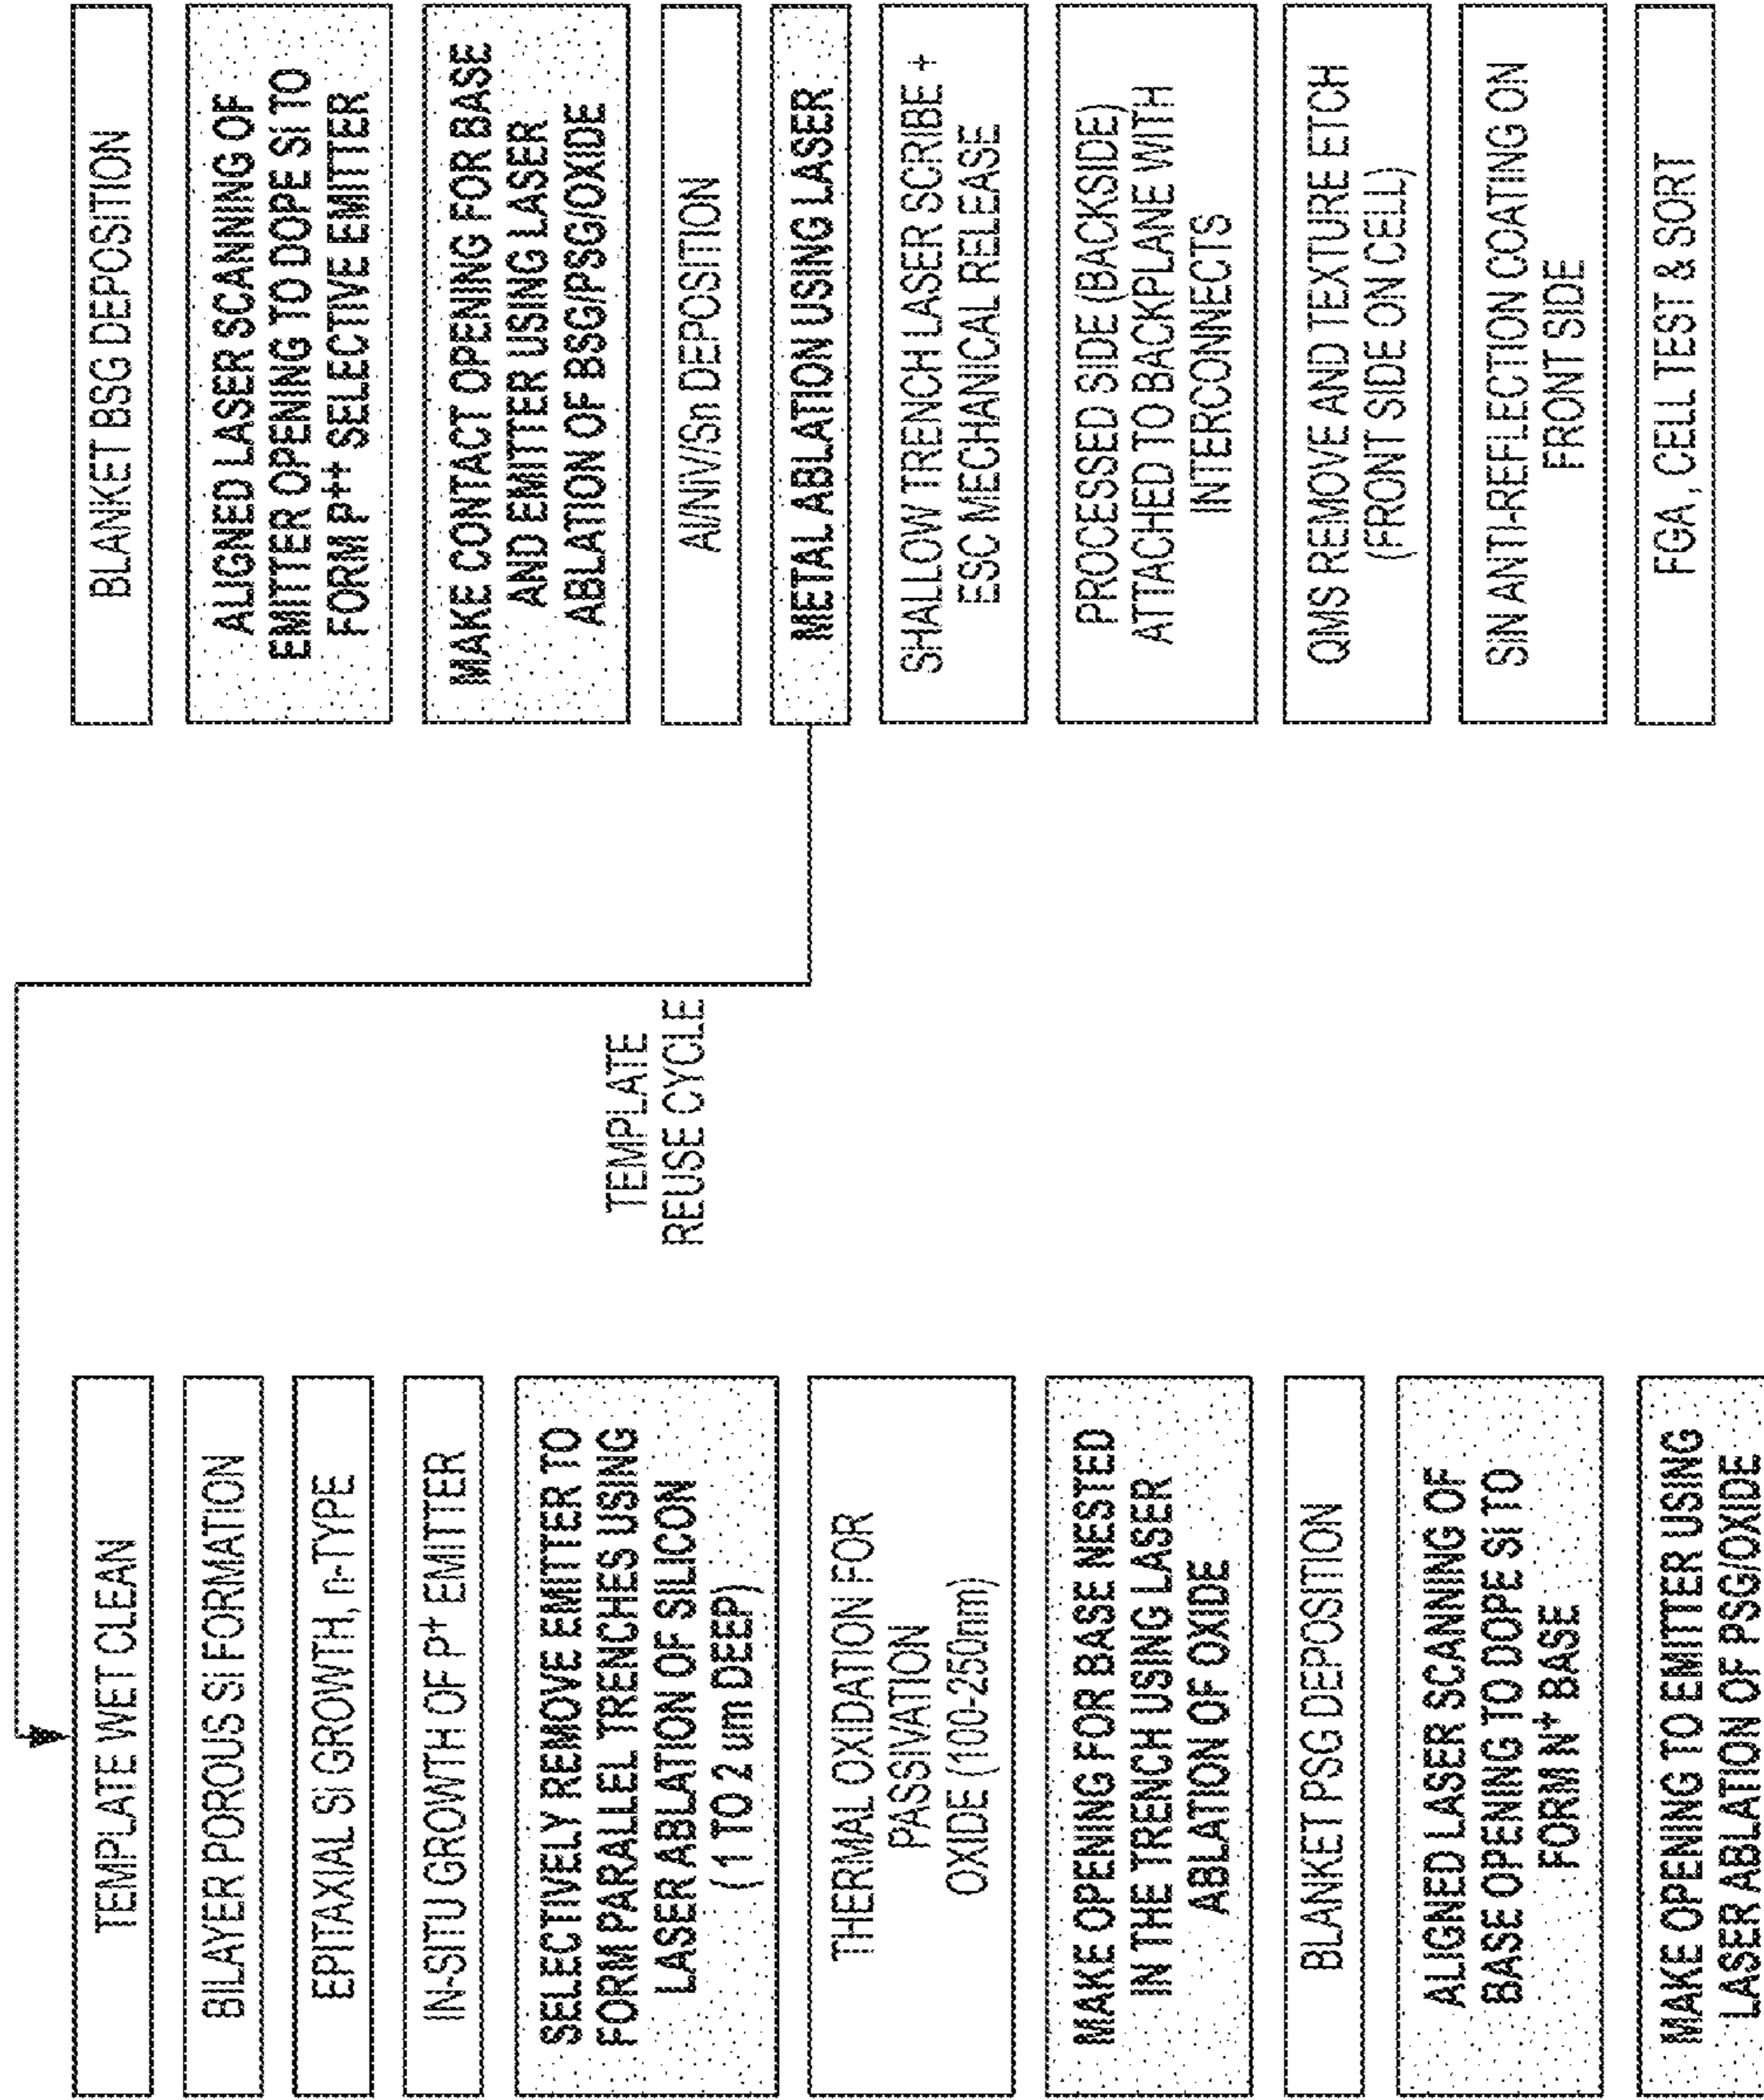 TEMPLATE WET CLEAN
BILAYER POROUS SI FORMATION
EPITAXIAL SI GROWTH, n-TYPE
IN-SITU GROWTH OF P+ EMITTER
SELECTIVELY REMOVE EMITTER TO
FORM PARALLEL TRENCHES USING
LASER ABLATION OF SILICON
( 1 TO 2 um DEEP)
THERMAL OXIDATION FOR
PASSIVATION
OXIDE (100-250nm)
MAKE OPENING FOR BASE NESTED
IN THE TRENCH USING LASER
ABLATION OF OXIDE
BLANKET PSG DEPOSITION
ALIGNED LASER SCANNING OF
BASE OPENING TO DOPE Si TO
FORM N+ BASE
MAKE OPENING TO EMITTER USING
LASER ABLATION OF PSG/OXIDE
TEMPLATE
REUSE CYCLE
BLANKET BSG DEPOSITION
ALIGNED LASER SCANNING OF
EMITTER OPENING TO DOPE Si TO
FORM P++ SELECTIVE EMITTER
MAKE CONTACT OPENING FOR BASE
AND EMITTER USING LASER
ABLATION OF BSG/PSG/OXIDE
Al/NiV/Sn DEPOSITION
METAL ABLATION USING LASER
SHALLOW TRENCH LASER SCRIBE +
ESC MECHANICAL RELEASE
PROCESSED SIDE (BACKSIDE)
ATTACHED TO BACKPLANE WITH
INTERCONNECTS
QMS REMOVE AND TEXTURE ETCH
(FRONT SIDE ON CELL)
SIN ANTI-REFLECTION COATING ON
FRONT SIDE
FGA, CELL TEST & SORT